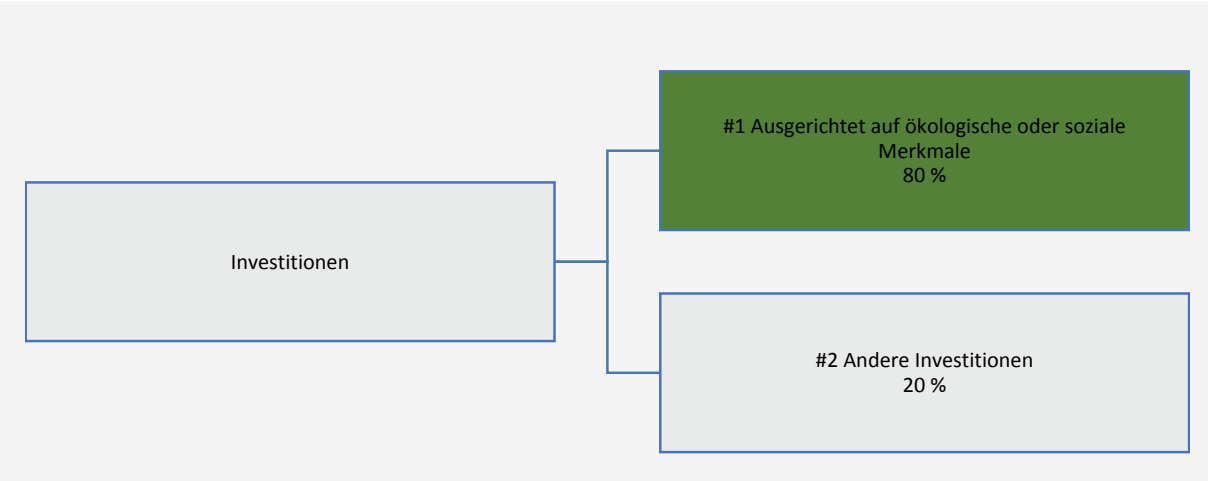 #1 Ausgerichtet auf ökologische oder soziale
Merkmale
80 %
Investitionen
#2 Andere Investitionen
20 %